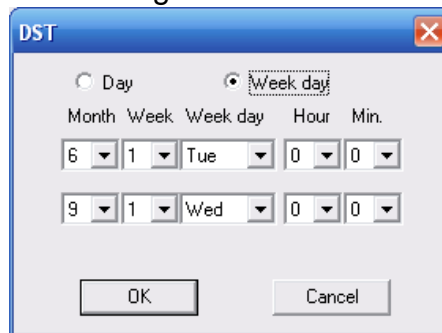 DST
Day Week day
Month Week Week day Hour Min.
6 1 Tue 0 0
9 1 Wed 0 0
OK Cancel